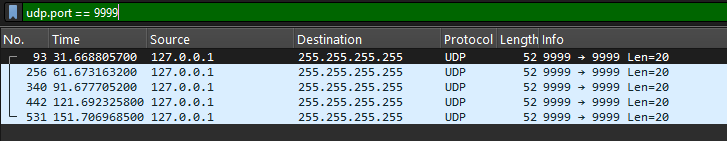 udp.port == 9999
No. Time Source Destination Protocol Length Info
93 31.668805700 127.0.0.1 255.255.255.255 UDP 52 9999 → 9999 Len=20
256 61.673163200 127.0.0.1 255.255.255.255 UDP 52 9999 → 9999 Len=20
340 91.677705200 127.0.0.1 255.255.255.255 UDP 52 9999 → 9999 Len=20
442 121.692325800 127.0.0.1 255.255.255.255 UDP 52 9999 → 9999 Len=20
531 151.706968500 127.0.0.1 255.255.255.255 UDP 52 9999 → 9999 Len=20